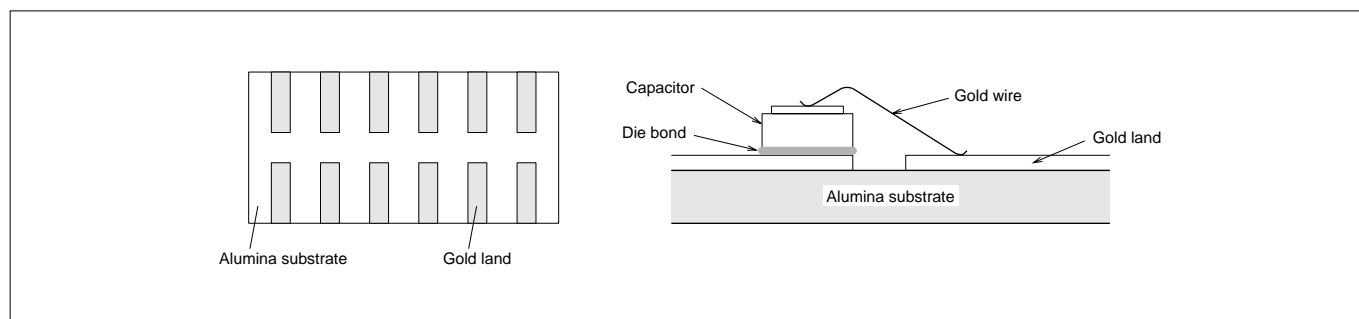 Alumina substrate
Gold land
Capacitor
Die bond
Gold wire
Gold land
Alumina substrate